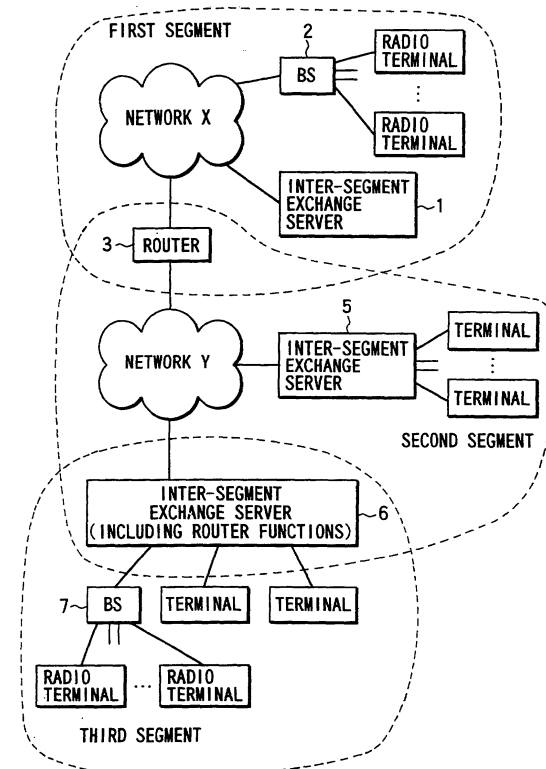 FIRST SEGMENT
2
BS
RADIO
TERMINAL
RADIO
TERMINAL
NETWORK X
INTER-SEGMENT
EXCHANGE
SERVER
1
3
ROUTER
5
NETWORK Y
INTER-SEGMENT
EXCHANGE
SERVER
TERMINAL
TERMINAL
SECOND SEGMENT
INTER-SEGMENT
EXCHANGE SERVER
(INCLUDING ROUTER FUNCTIONS)
6
7
BS
TERMINAL
TERMINAL
RADIO
TERMINAL
RADIO
TERMINAL
THIRD SEGMENT